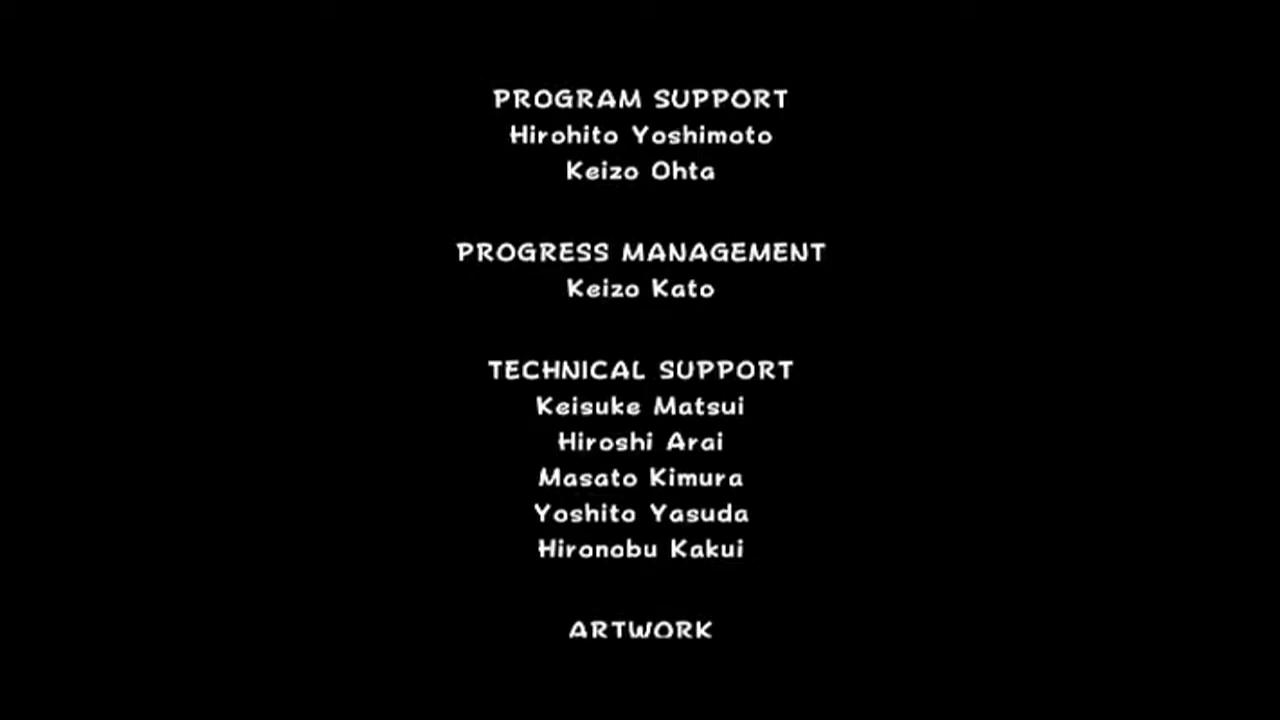 PROGRAM SUPPORT
Hirohito Yoshimoto
Keizo Ohta
PROGRESS MANAGEMENT
Keizo Kato
TECHNICAL SUPPORT
Keisuke Matsui
Hiroshi Arai
Masato Kimura
Yoshito Yasuda
Hironobu Kakui
ARTWORK